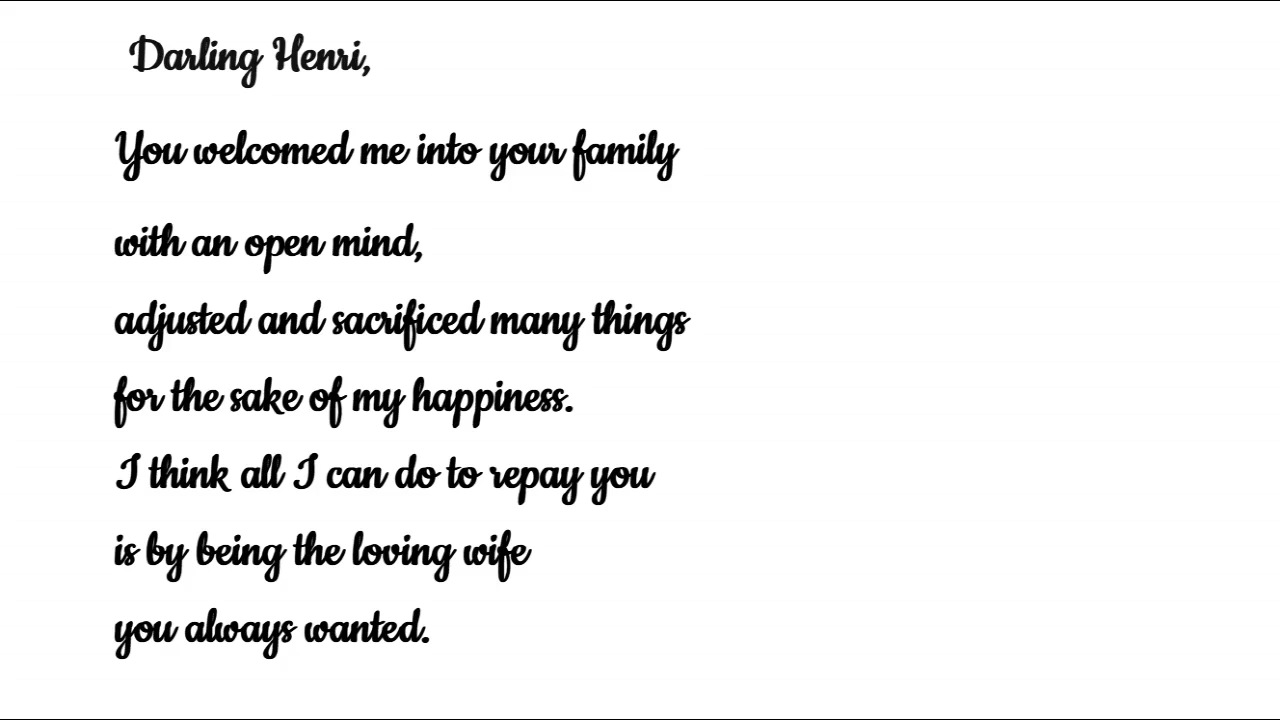 Darling Henri,
You welcomed me into your family
with an open mind,
adjusted and sacrificed many things
for the sake of my happiness.
I think all I can do to repay you
is by being the loving wife
you always wanted.